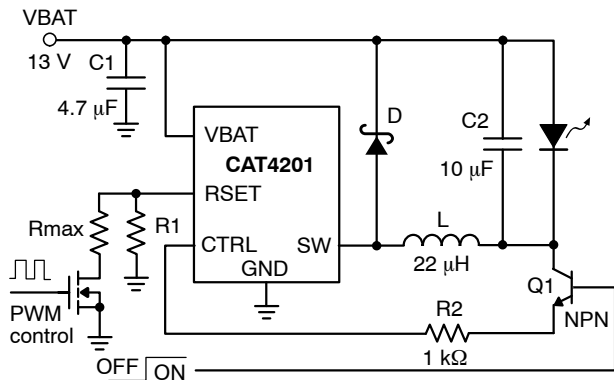 VBAT
13 V
C1
4.7 μF
D
C2
10 μF
VBAT
CAT4201
RSET
Rmax
R1
CTRL
SW
L
GND
22 μH
Q1
PWM
control
R2
NPN
OFF ON
1 kΩ